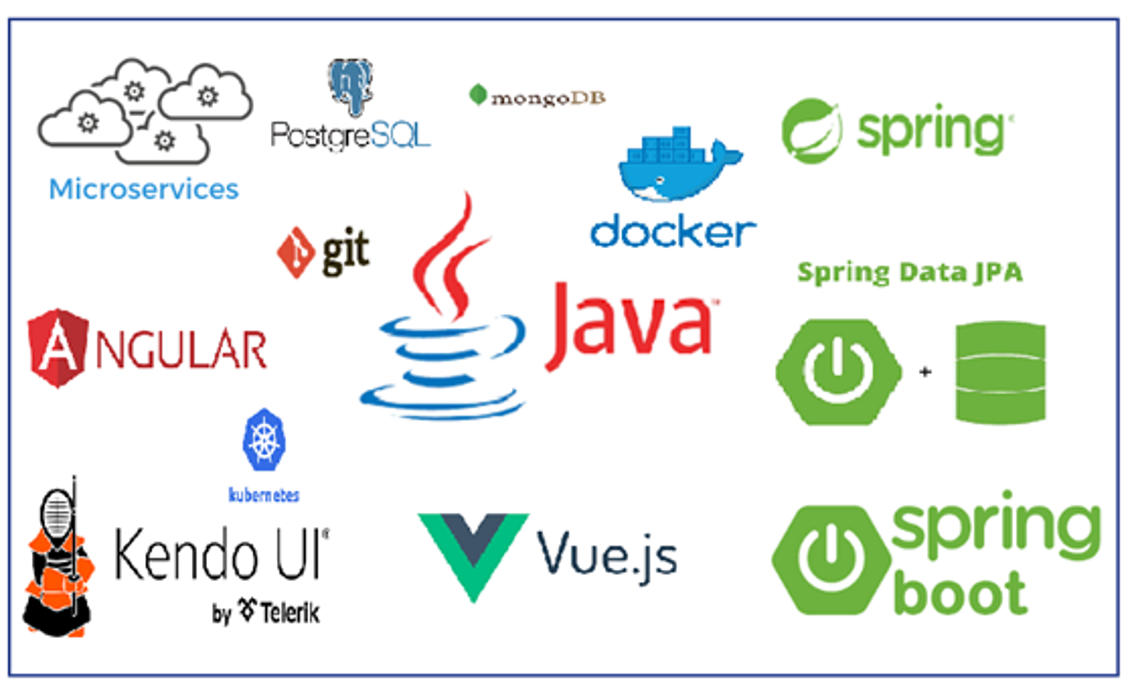 Microservices
PostgreSQL
mongoDB
docker
spring
git
Java™
Spring Data JPA
+
ANGULAR
kubernetes
Kendo UI®
by Telerik
Vue.js
spring
boot